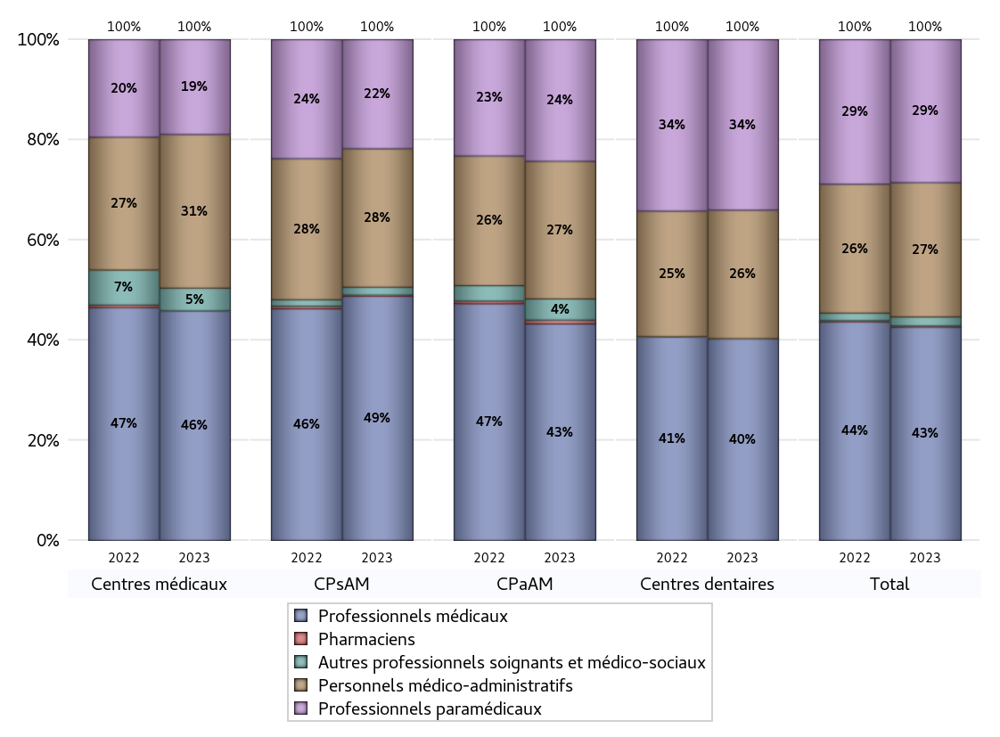 100% 100% 100% 100% 100% 100% 100% 100% 100% 100%
100%
20% 19% 24% 22% 23% 24% 34% 34% 29% 29%
80%
27% 31% 28% 28% 26% 27% 25% 26% 26% 27%
60%
7% 5% 4%
40%
47% 46% 46% 49% 47% 43% 41% 40% 44% 43%
20%
0%
2022 2023 2022 2023 2022 2023 2022 2023 2022 2023
Centres médicaux CPsAM CPaAM Centres dentaires Total
Professionnels médicaux
Pharmaciens
Autres professionnels soignants et médico-sociaux
Personnels médico-administratifs
Professionnels paramédicaux